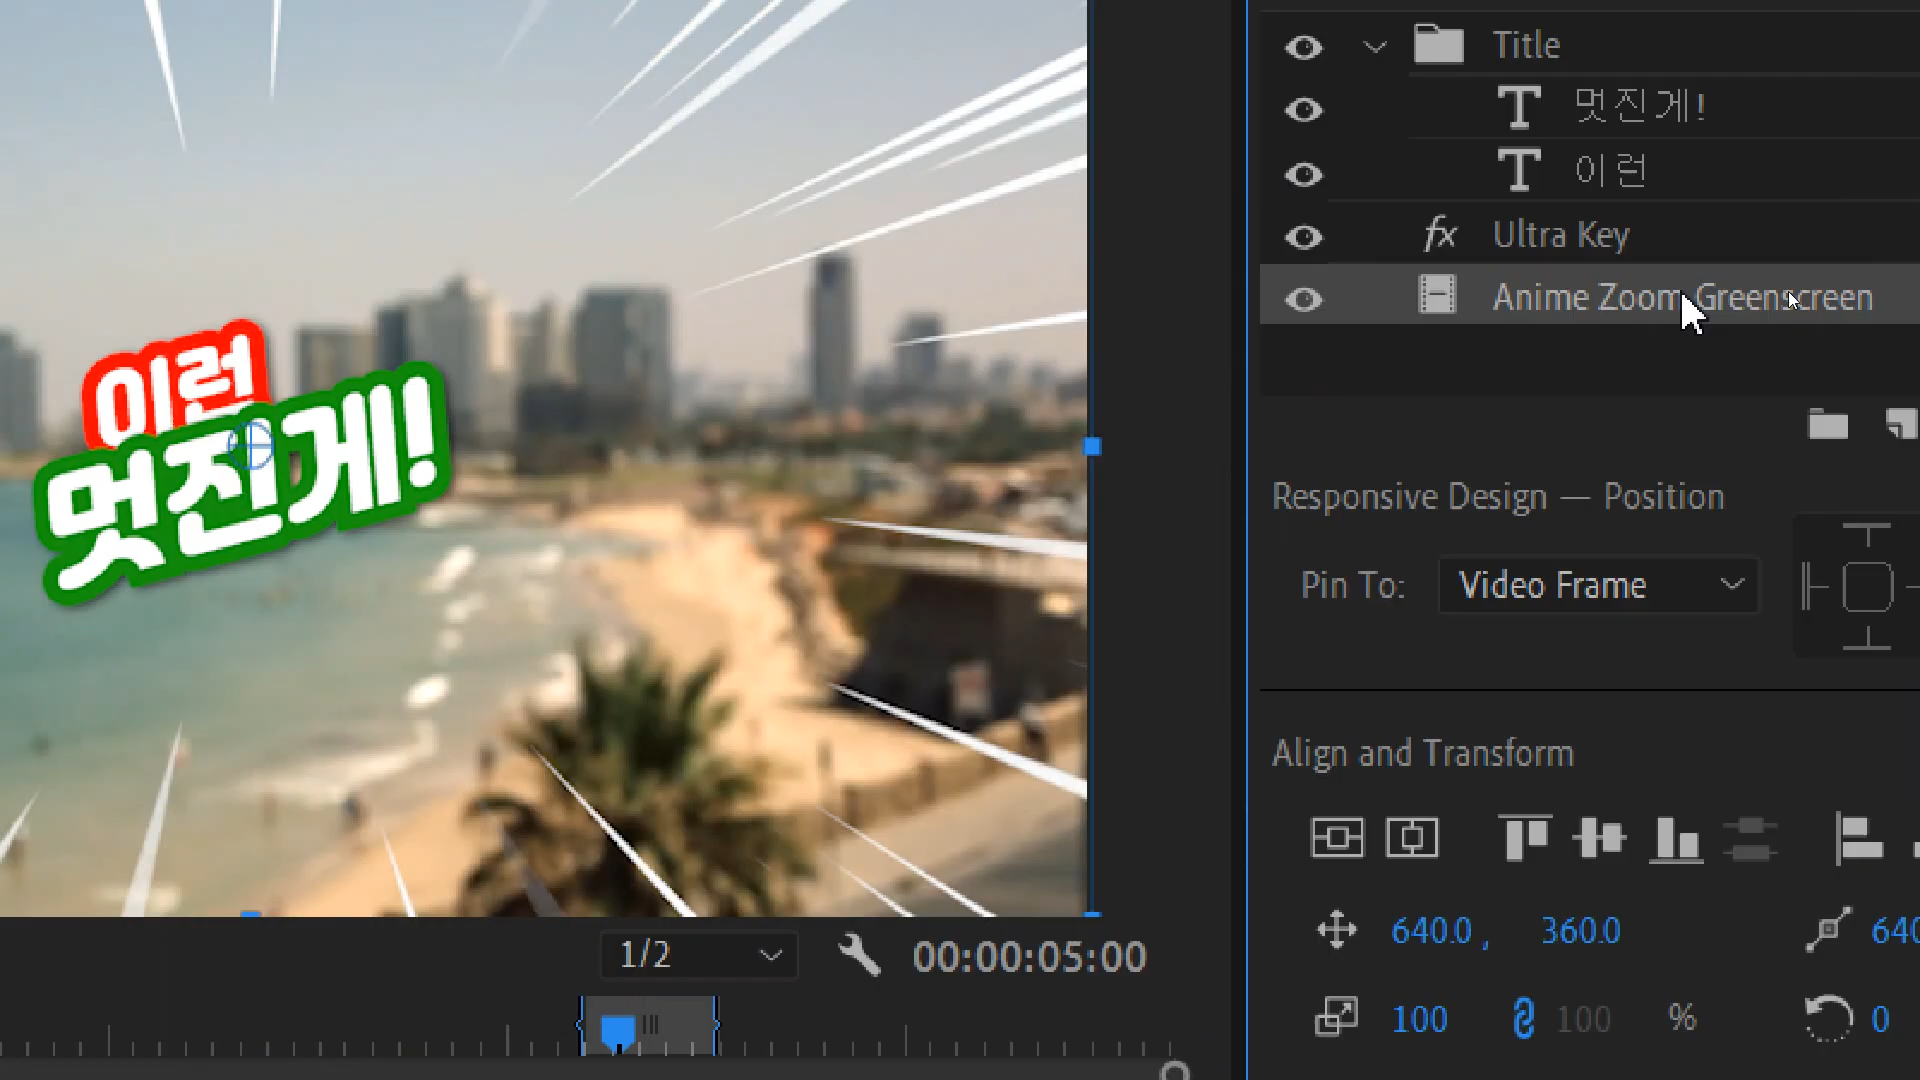 이런
멋진게!
1/2
00:00:05:00
Title
멋진게!
이런
fx Ultra Key
Anime Zoom Greenscreen
Responsive Design — Position
Pin To: Video Frame
Align and Transform
640.0 , 360.0 640
100 100 % 0